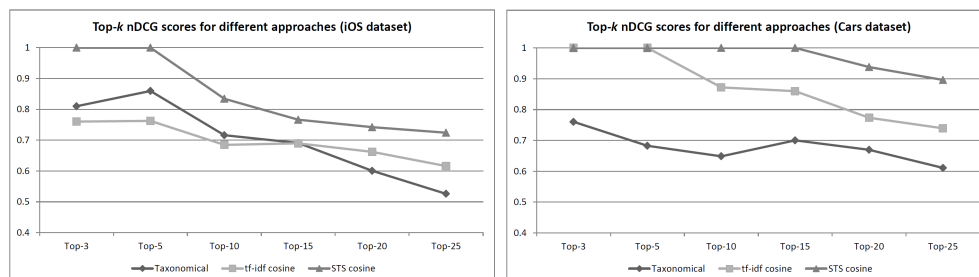 Top-k nDCG scores for different approaches (iOS dataset)
1
0.9
0.8
0.7
0.6
0.5
0.4
Top-3 Top-5 Top-10 Top-15 Top-20 Top-25
Taxonomical tf-idf cosine STS cosine
Top-k nDCG scores for different approaches (Cars dataset)
1
0.9
0.8
0.7
0.6
0.5
0.4
Top-3 Top-5 Top-10 Top-15 Top-20 Top-25
Taxonomical tf-idf cosine STS cosine